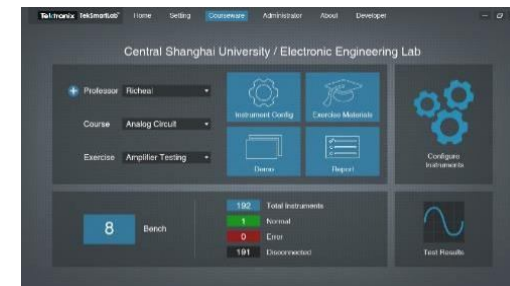 Tektronix TekSmartLab Home Setting Courseware Administrator About Developer
Central Shanghai University / Electronic Engineering Lab
Professor Richeal
Course Analog Circuit
Exercise Amplifier Testing
Instrument Config
Exercise Materials
Demo
Report
Configure
Instruments
8 Bench
192 Total Instruments
1 Normal
0 Error
191 Disconnected
Test Results